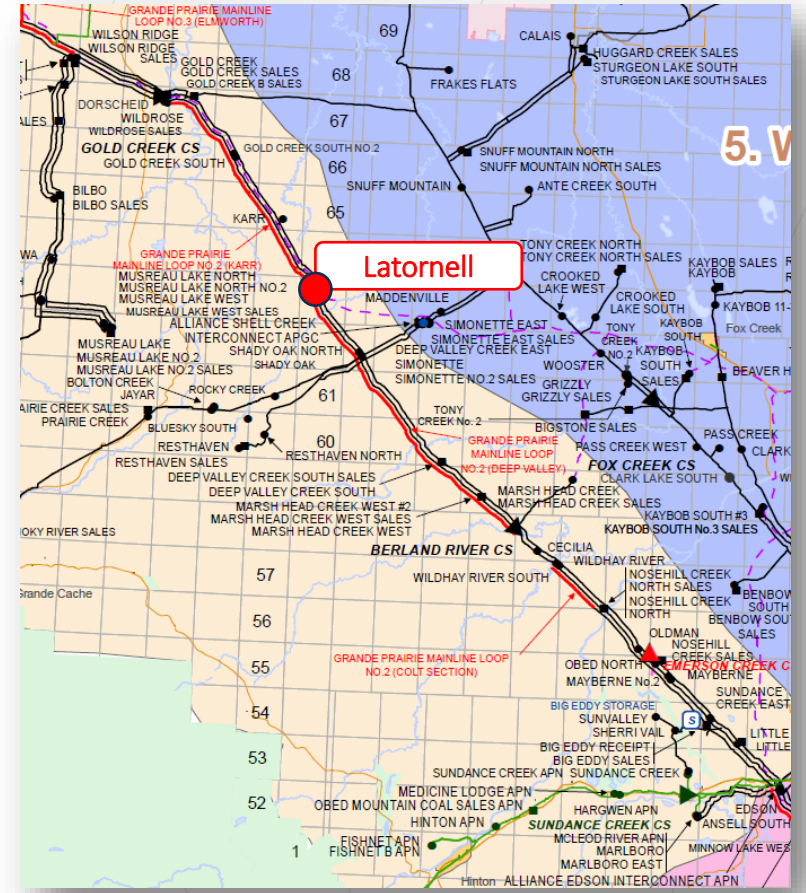 GRANDE PRAIRIE MAINLINE
LOOP NO.3 (ELMWORTH)
WILSON RIDGE
WILSON RIDGE
SALES
GOLD CREEK
GOLD CREEK SALES
GOLD CREEK B SALES
DORSCHEID
WILDROSE
WILDROSE SALES
GOLD CREEK CS
GOLD CREEK SOUTH
GOLD CREEK SOUTH NO.2
69
68
67
66
65
CALAIS
HUGGARD CREEK SALES
STURGEON LAKE SOUTH
STURGEON LAKE SOUTH SALES
FRAKES FLATS
5. W
ALES
SNUFF MOUNTAIN NORTH
SNUFF MOUNTAIN NORTH SALES
SNUFF MOUNTAIN
ANTE CREEK SOUTH
BILBO
BILBO SALES
KARR
WA
GRANDE PRAIRIE
MAINLINE LOOP NO.2 (KARR)
Latornell
MUSREAU LAKE NORTH
MUSREAU LAKE NORTH NO.2
MUSREAU LAKE WEST
MUSREAU LAKE WEST SALES
MADDENVILLE
TONY CREEK NORTH
TONY CREEK NORTH SALES
CROOKED
LAKE WEST
KAYBOB SALES
KAYBOB
CROOKED
LAKE SOUTH
KAYBOB 11-
Fox Creek
ALLIANCE SHELL CREEK
INTERCONNECT APGC
SHADY OAK NORTH
SHADY OAK
SIMONETTE EAST
SIMONETTE EAST SALES
DEEP VALLEY CREEK EAST
SIMONETTE
SIMONETTE NO.2 SALES
TONY
CREEK
NO.2
KAYBOB
SOUTH
KAYBOB
SOUTH
SALES
WOOSTER
GRIZZLY
GRIZZLY SALES
BEAVER H
MUSREAU LAKE
MUSREAU LAKE NO.2
MUSREAU LAKE NO.2 SALES
BOLTON CREEK
JAYAR
ROCKY CREEK
61
AIRIE CREEK SALES
PRAIRIE CREEK
BLUESKY SOUTH
60
TONY
CREEK No. 2
BIGSTONE SALES
RESTHAVEN
RESTHAVEN NORTH
RESTHAVEN SALES
GRANDE PRAIRIE
MAINLINE LOOP
NO.2 (DEEP VALLEY)
PASS CREEK WEST
PASS CREEK
CLARK
FOX CREEK CS
CLARK LAKE SOUTH
DEEP VALLEY CREEK SOUTH SALES
DEEP VALLEY CREEK SOUTH
MARSH HEAD CREEK
MARSH HEAD CREEK SALES
MARSH HEAD CREEK WEST #2
MARSH HEAD CREEK WEST SALES
MARSH HEAD CREEK WEST
KAYBOB SOUTH #3
KAYBOB SOUTH No.3 SALES
OKY RIVER SALES
BERLAND RIVER CS
CECILIA
WILDHAY RIVER
WILDHAY RIVER SOUTH
57
NOSEHILL CREEK
NORTH SALES
NOSEHILL CREEK
NORTH
Grande Cache
BENBOW
SOUTH
BENBOW SOU
SALES
56
OLDMAN
NOSEHILL
CREEK SALES
GRANDE PRAIRIE MAINLINE LOOP
NO.2 (COLT SECTION)
55
OBED NORTH
EMERSON CREEK C
MAYBERNE No.2
MAYBERNE
SUNDANCE
CREEK EAST
54
BIG EDDY STORAGE
S
SUNVALLEY
SHERRI VAIL
BIG EDDY RECEIPT
BIG EDDY SALES
LITTLE
LITTLE
53
SUNDANCE CREEK APN
SUNDANCE CREEK
52
MEDICINE LODGE APN
OBED MOUNTAIN COAL SALES APN
HARGWEN APN
EDSON
HINTON APN
SUNDANCE CREEK CS
ANSELL SOUTH
1
FISHNET APN
FISHNET B APN
MCLEOD RIVER APN
MARLBORO
MARLBORO EAST
MINNOW LAKE WES
Hinton
ALLIANCE EDSON INTERCONNECT APN